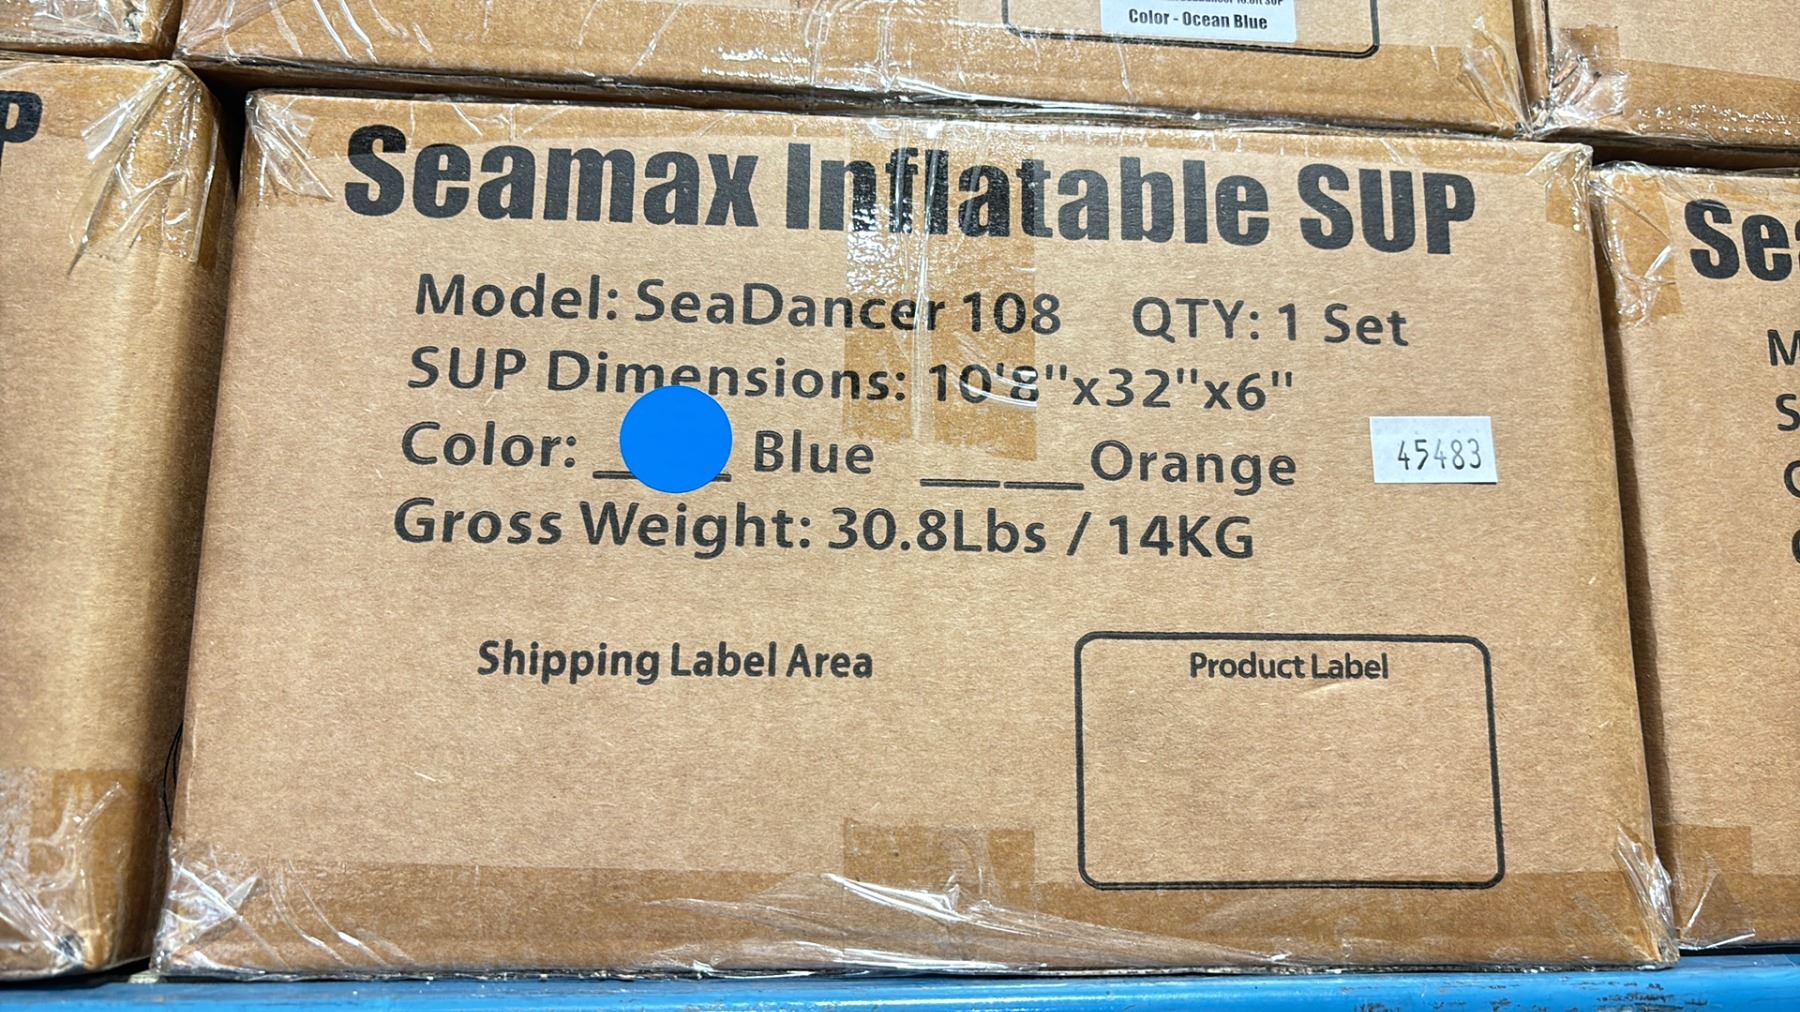 Color - Ocean Blue
P
Seamax Inflatable SUP
Model: SeaDancer 108 QTY: 1 Set
SUP Dimensions: 10'8"x32"x6"
Color: ____ Blue ____ Orange
45483
Gross Weight: 30.8Lbs / 14KG
Shipping Label Area
Product Label
Sea
M
S